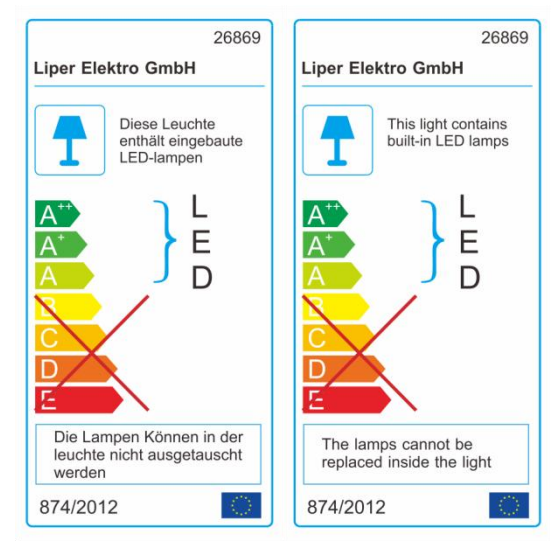 26869
Liper Elektro GmbH
Diese Leuchte
enthält eingebaute
LED-lampen
A++
A+
A
B
C
D
E
L
E
D
Die Lampen Können in der
leuchte nicht ausgetauscht
werden
874/2012
26869
Liper Elektro GmbH
This light contains
built-in LED lamps
A++
A+
A
B
C
D
E
L
E
D
The lamps cannot be
replaced inside the light
874/2012